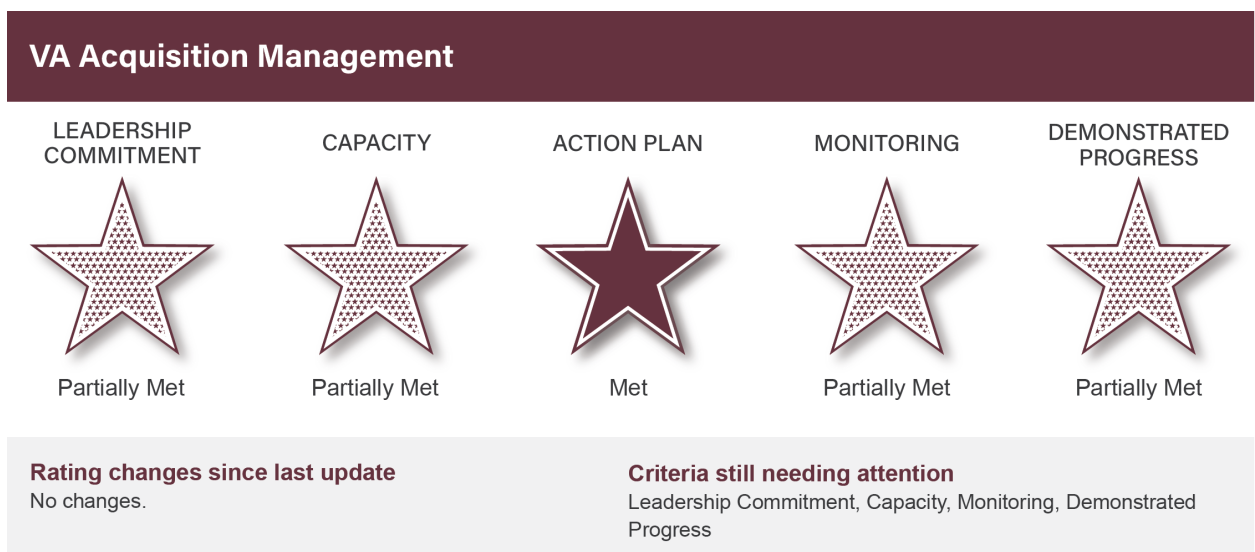 VA Acquisition Management
LEADERSHIP
COMMITMENT
CAPACITY
ACTION PLAN
MONITORING
DEMONSTRATED
PROGRESS
Partially Met
Partially Met
Met
Partially Met
Partially Met
Rating changes since last update
No changes.
Criteria still needing attention
Leadership Commitment, Capacity, Monitoring, Demonstrated
Progress